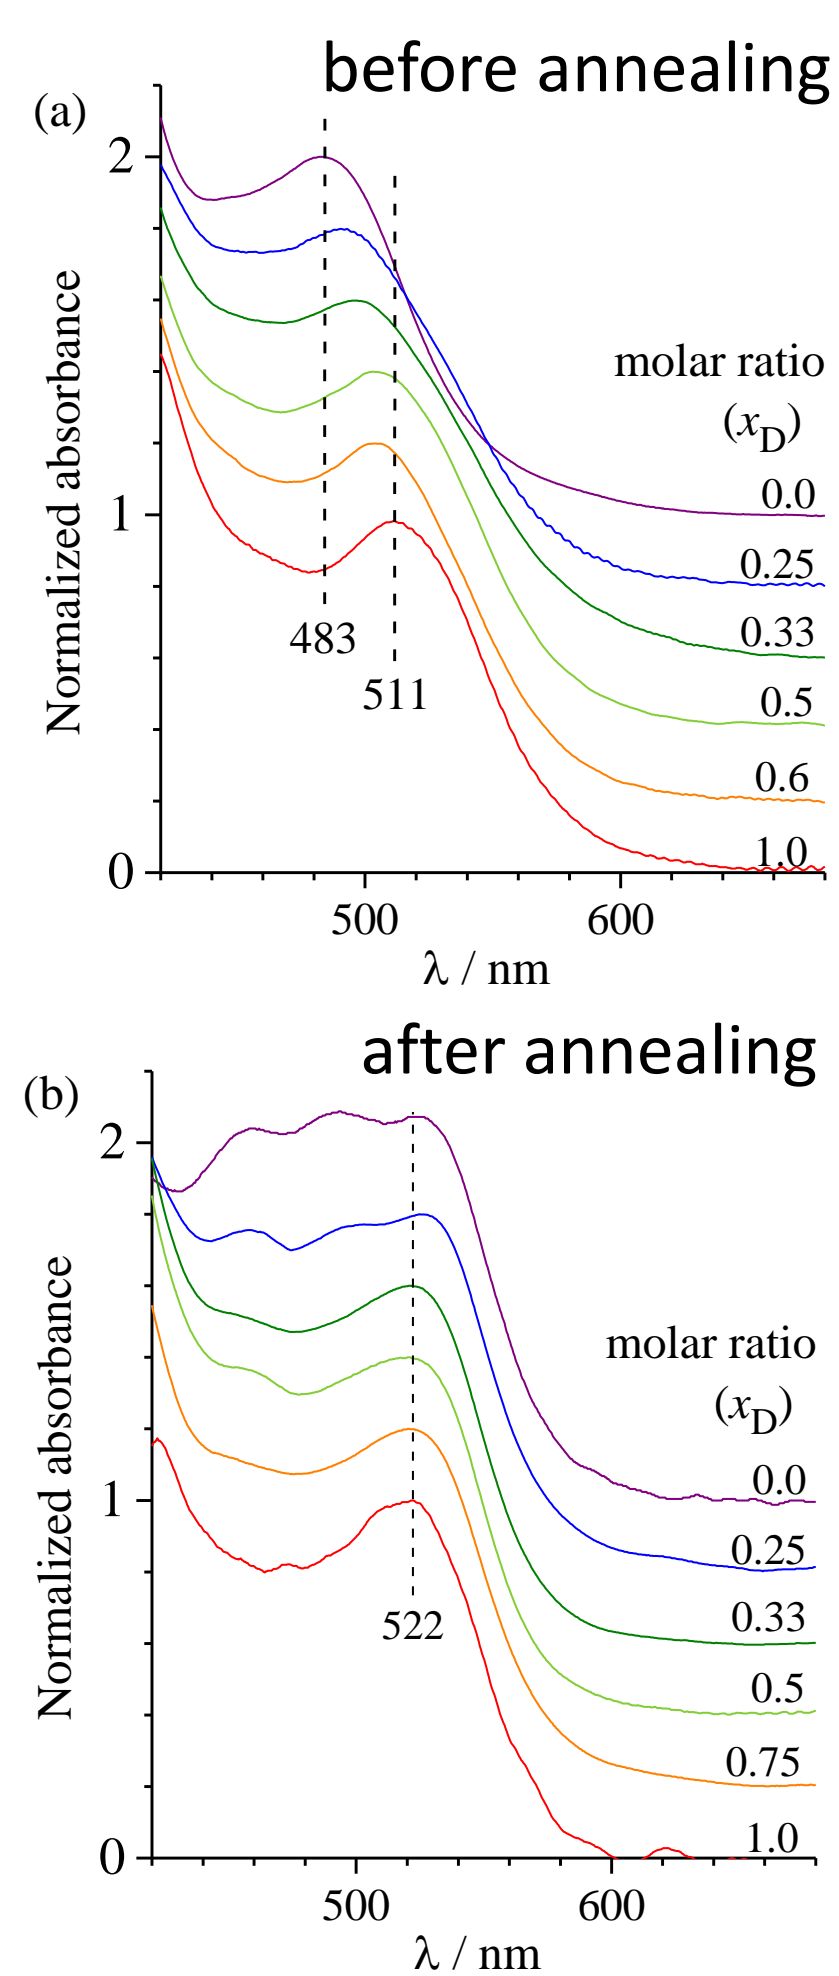 before annealing
(a)
2
1
0
Normalized absorbance
molar ratio
(xD)
0.0
0.25
0.33
0.5
0.6
1.0
483
511
500
600
λ / nm
after annealing
(b)
2
1
0
Normalized absorbance
molar ratio
(xD)
0.0
0.25
0.33
0.5
0.75
1.0
522
500
600
λ / nm